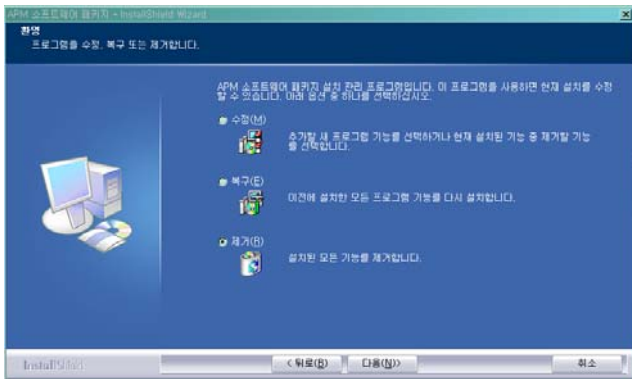 APM 소프트웨어 패키지 - InstallShield Wizard
환영
프로그램을 수정, 복구 또는 제거합니다.
APM 소프트웨어 패키지 설치 관리 프로그램입니다. 이 프로그램을 사용하면 현재 설치를 수정
할 수 있습니다. 아래 옵션 중 하나를 선택하십시오.
수정(M)
추가할 새 프로그램 기능을 선택하거나 현재 설치된 기능 중 제거할 기능
을 선택합니다.
복구(E)
이전에 설치한 모든 프로그램 기능을 다시 설치합니다.
제거(R)
설치된 모든 기능을 제거합니다.
InstallShield
< 뒤로(B) 다음(N)> 취소